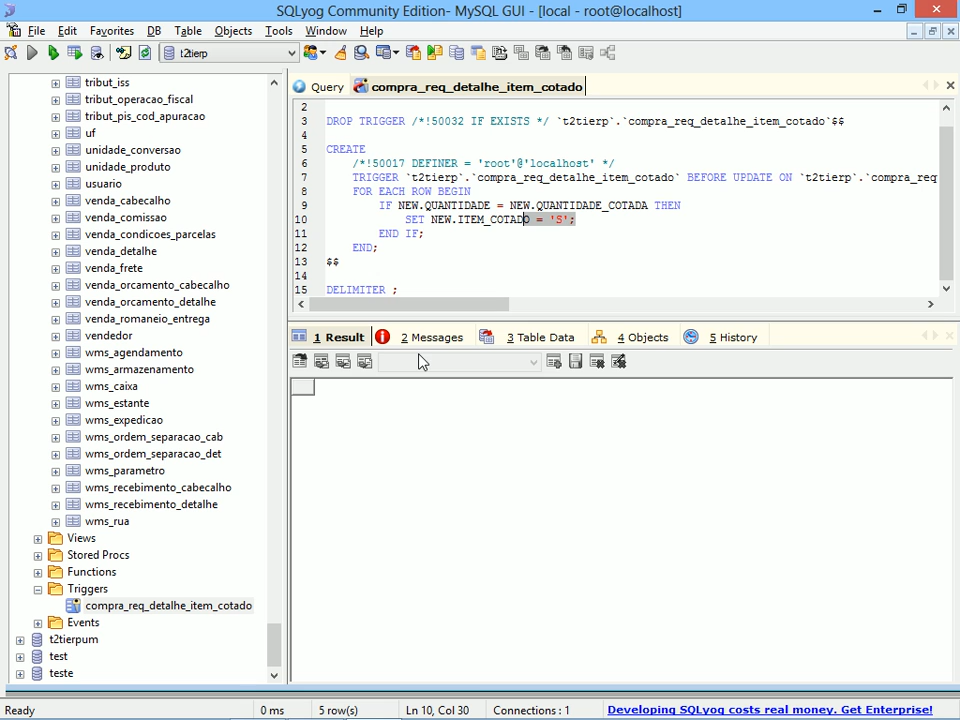 SQLyog Community Edition- MySQL GUI - [local - root@localhost]
File Edit Favorites DB Table Objects Tools Window Help
t2tierp
tribut_iss
tribut_operacao_fiscal
tribut_pis_cod_apuracao
uf
unidade_conversao
unidade_produto
usuario
venda_cabecalho
venda_comissao
venda_condicoes_parcelas
venda_detalhe
venda_frete
venda_orcamento_cabecalho
venda_orcamento_detalhe
venda_romaneio_entrega
vendedor
wms_agendamento
wms_armazenamento
wms_caixa
wms_estante
wms_expedicao
wms_ordem_separacao_cab
wms_ordem_separacao_det
wms_parametro
wms_recebimento_cabecalho
wms_recebimento_detalhe
wms_rua
Views
Stored Procs
Functions
Triggers
compra_req_detalhe_item_cotado
Events
t2tierpum
test
teste
Query compra_req_detalhe_item_cotado
2
3 DROP TRIGGER /*!50032 IF EXISTS */ `t2tierp`.`compra_req_detalhe_item_cotado`$$
4
5 CREATE
6 /*!50017 DEFINER = 'root'@'localhost' */
7 TRIGGER `t2tierp`.`compra_req_detalhe_item_cotado` BEFORE UPDATE ON `t2tierp`.`compra_req
8 FOR EACH ROW BEGIN
9 IF NEW.QUANTIDADE = NEW.QUANTIDADE_COTADA THEN
10 SET NEW.ITEM_COTADO = 'S';
11 END IF;
12 END;
13 $$
14
15 DELIMITER ;
1 Result 2 Messages 3 Table Data 4 Objects 5 History
Ready 0 ms 5 row(s) Ln 10, Col 30 Connections : 1 Developing SQLyog costs real money. Get Enterprise!